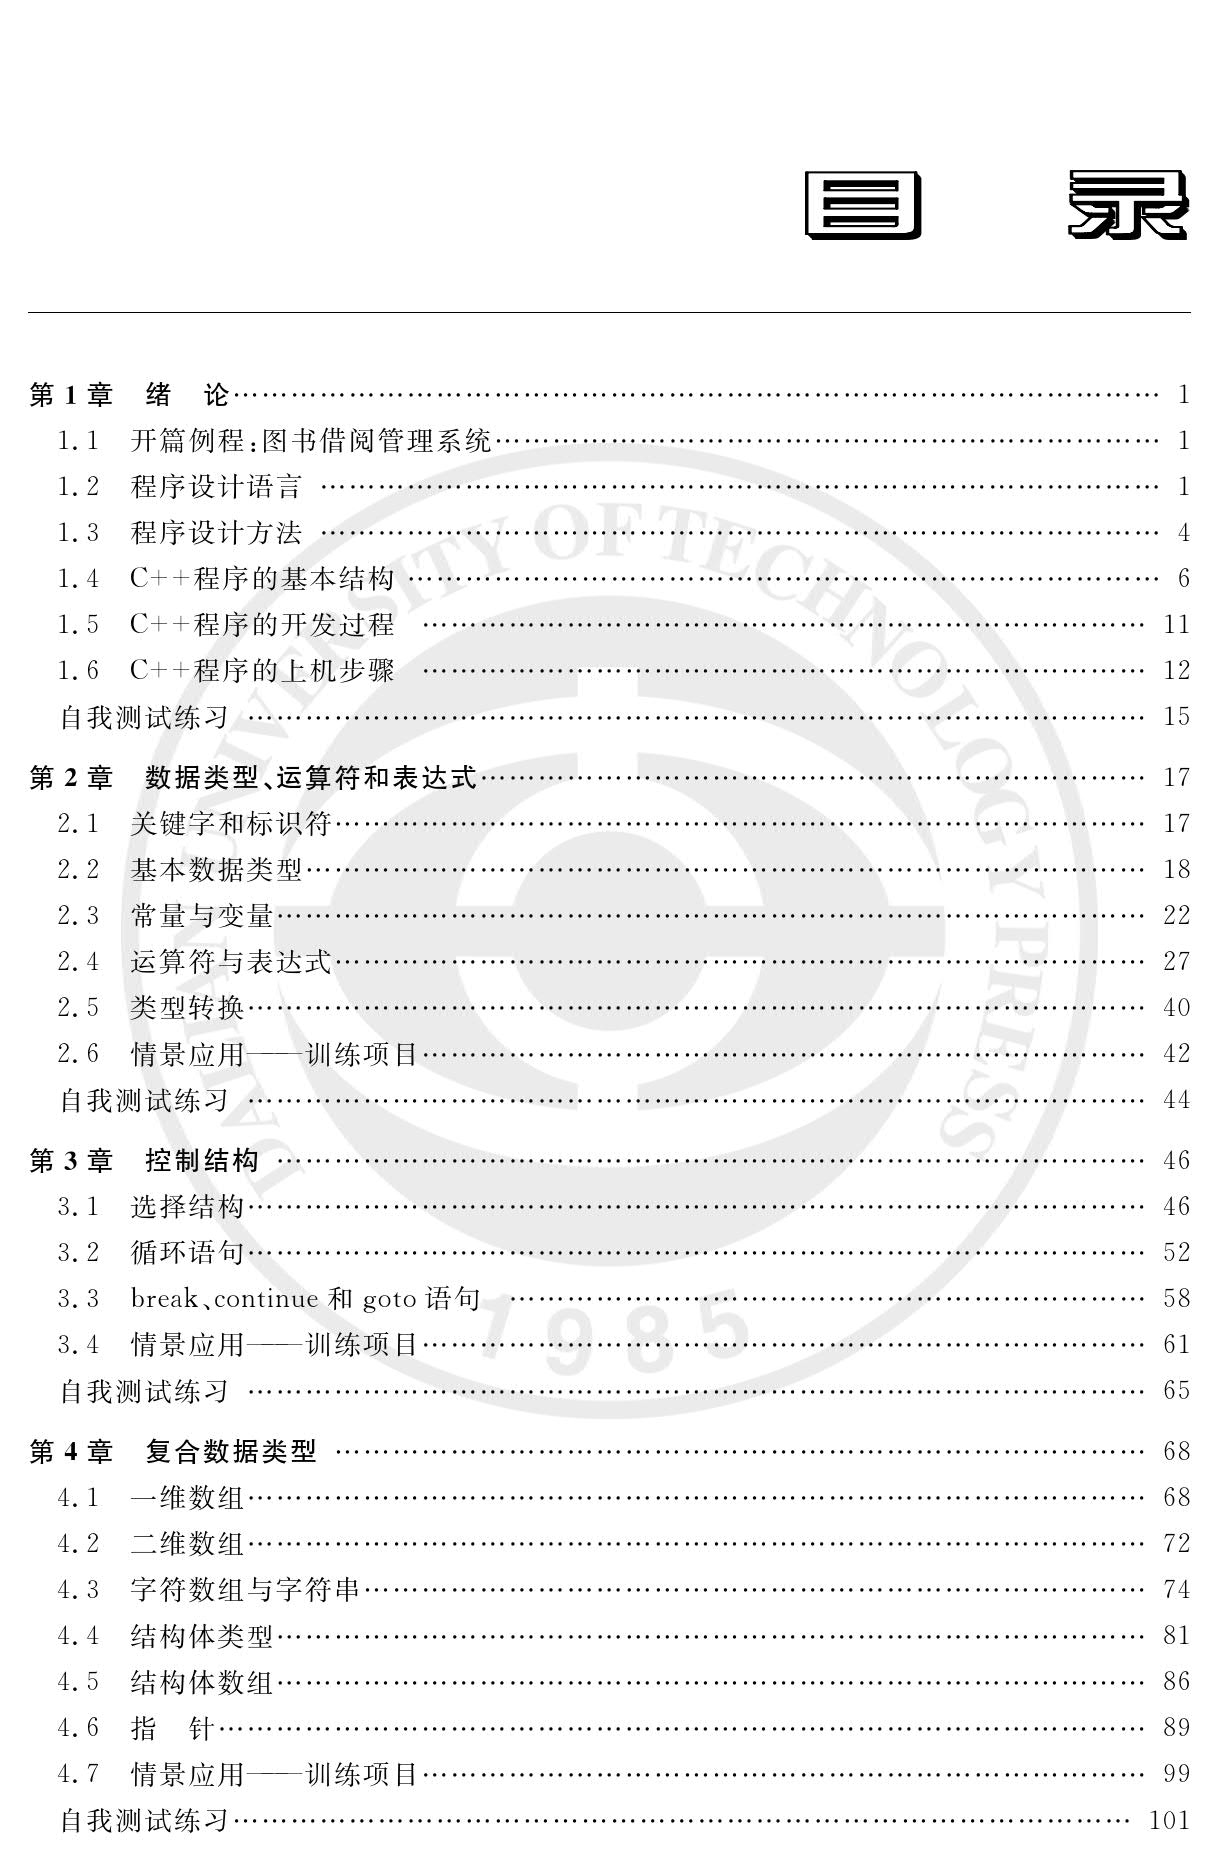 目 录
第 1 章 绪 论…………………………………………………………… 1
1.1 开篇例程:图书借阅管理系统…………………………………………… 1
1.2 程序设计语言 ……………………………………………………… 1
1.3 程序设计方法 ……………………………………………………… 4
1.4 C++程序的基本结构 ………………………………………………… 6
1.5 C++程序的开发过程 ……………………………………………… 11
1.6 C++程序的上机步骤 ……………………………………………… 12
自我测试练习 ………………………………………………………… 15
第 2 章 数据类型、运算符和表达式…………………………………………… 17
2.1 关键字和标识符…………………………………………………… 17
2.2 基本数据类型……………………………………………………… 18
2.3 常量与变量………………………………………………………… 22
2.4 运算符与表达式…………………………………………………… 27
2.5 类型转换…………………………………………………………… 40
2.6 情景应用——训练项目……………………………………………… 42
自我测试练习 ………………………………………………………… 44
第 3 章 控制结构 ……………………………………………………… 46
3.1 选择结构…………………………………………………………… 46
3.2 循环语句…………………………………………………………… 52
3.3 break、continue 和 goto 语句 ………………………………………… 58
3.4 情景应用——训练项目……………………………………………… 61
自我测试练习 ………………………………………………………… 65
第 4 章 复合数据类型 …………………………………………………… 68
4.1 一维数组…………………………………………………………… 68
4.2 二维数组…………………………………………………………… 72
4.3 字符数组与字符串………………………………………………… 74
4.4 结构体类型………………………………………………………… 81
4.5 结构体数组………………………………………………………… 86
4.6 指 针……………………………………………………………… 89
4.7 情景应用——训练项目……………………………………………… 99
自我测试练习………………………………………………………… 101
DALIAN UNIVERSITY OF TECHNOLOGY PRESS
1985